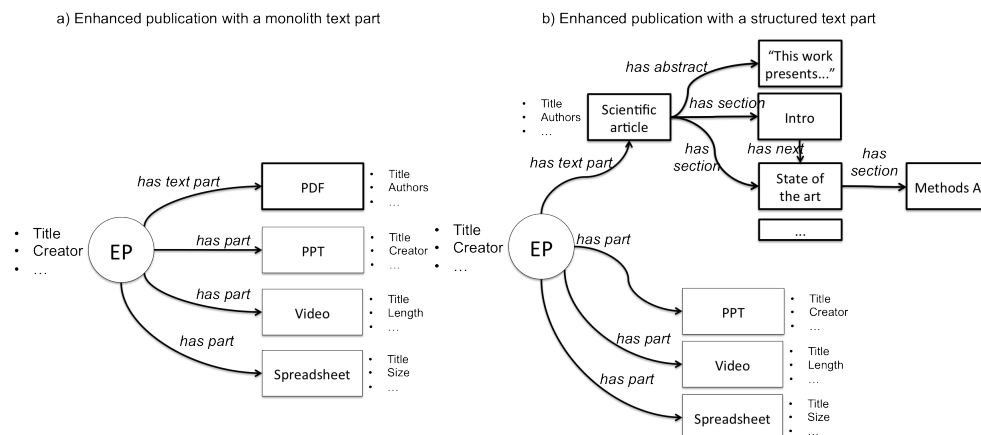 a) Enhanced publication with a monolith text part
• Title
• Creator
• ...
EP
has text part
has part
has part
has part
PDF
• Title
• Authors
• ...
PPT
• Title
• Creator
• ...
Video
• Title
• Length
• ...
Spreadsheet
• Title
• Size
• ...
b) Enhanced publication with a structured text part
• Title
• Authors
• ...
Scientific
article
has abstract
"This work
presents..."
has section
Intro
has next
has
section
State of
the art
has
section
Methods A
...
has text part
• Title
• Creator
• ...
EP
has part
has part
has part
PPT
• Title
• Creator
• ...
Video
• Title
• Length
• ...
Spreadsheet
• Title
• Size
• ...